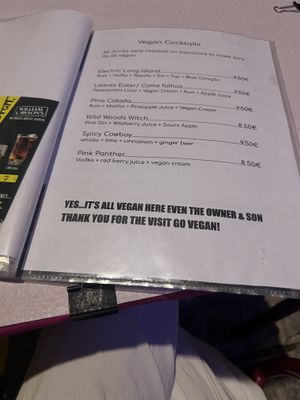 Vegan Cocktails
All drinks were checked on barnivore to make sure
its all vegan
Electric Long Island 9.50€
Rum + Vodka + Tequila + Gin + Tsec + Blue Curaçao
Leaves Eater/ Come folhas 9.50€
Peppermint Livor + Vegan Cream + Rum + Apple Juice
Pina Colada 9.50€
Rum + Malibu + Pineapple Juice + Vegan Cream
Wild Woods Witch 8.50€
Pink Gin + Wildberry Juice + Sourz Apple
Spicy Cowboy 9.50€
whisky + lime + cinnamon + ginger beer
Pink Panther 8.50€
Vodka + red berry juice + vegan cream
YES...IT'S ALL VEGAN HERE EVEN THE OWNER & SON
THANK YOU FOR THE VISIT GO VEGAN!
WILLIAM
LAWSON'S